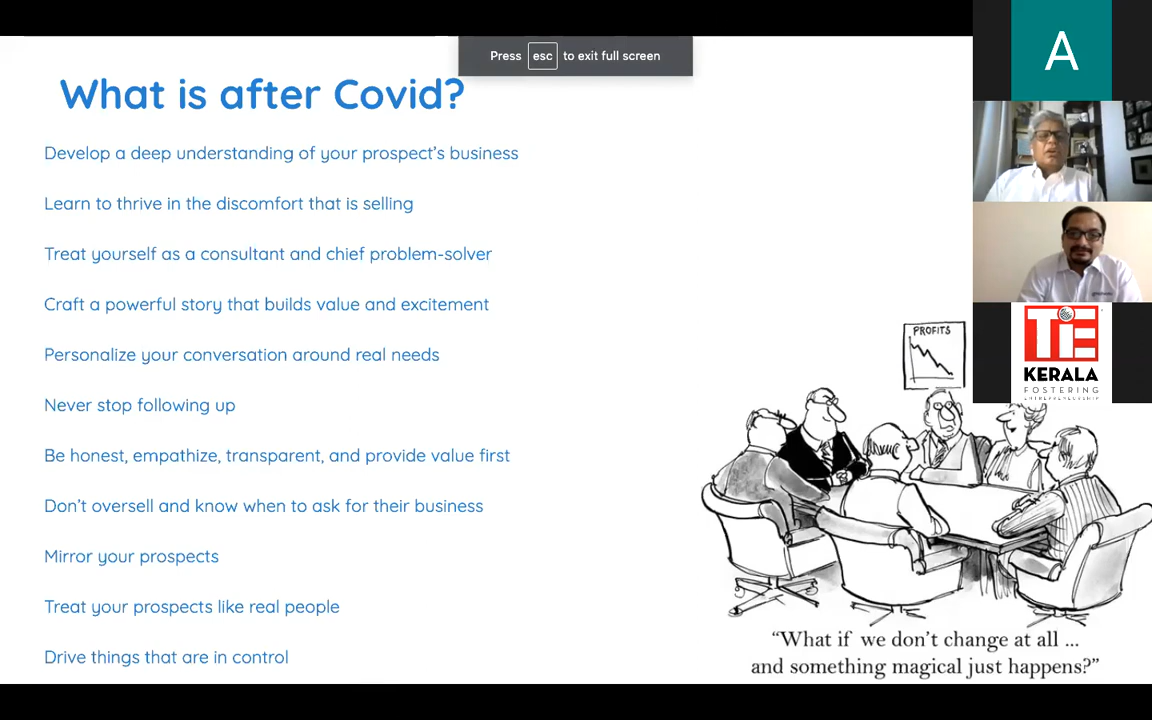 Press esc to exit full screen
A
What is after Covid?
Develop a deep understanding of your prospect's business
Learn to thrive in the discomfort that is selling
Treat yourself as a consultant and chief problem-solver
Craft a powerful story that builds value and excitement
Personalize your conversation around real needs
Never stop following up
Be honest, empathize, transparent, and provide value first
Don't oversell and know when to ask for their business
Mirror your prospects
Treat your prospects like real people
Drive things that are in control
PROFITS
TiE
KERALA
FOSTERING
ENTREPRENEURSHIP
“What if we don't change at all ...
and something magical just happens?”